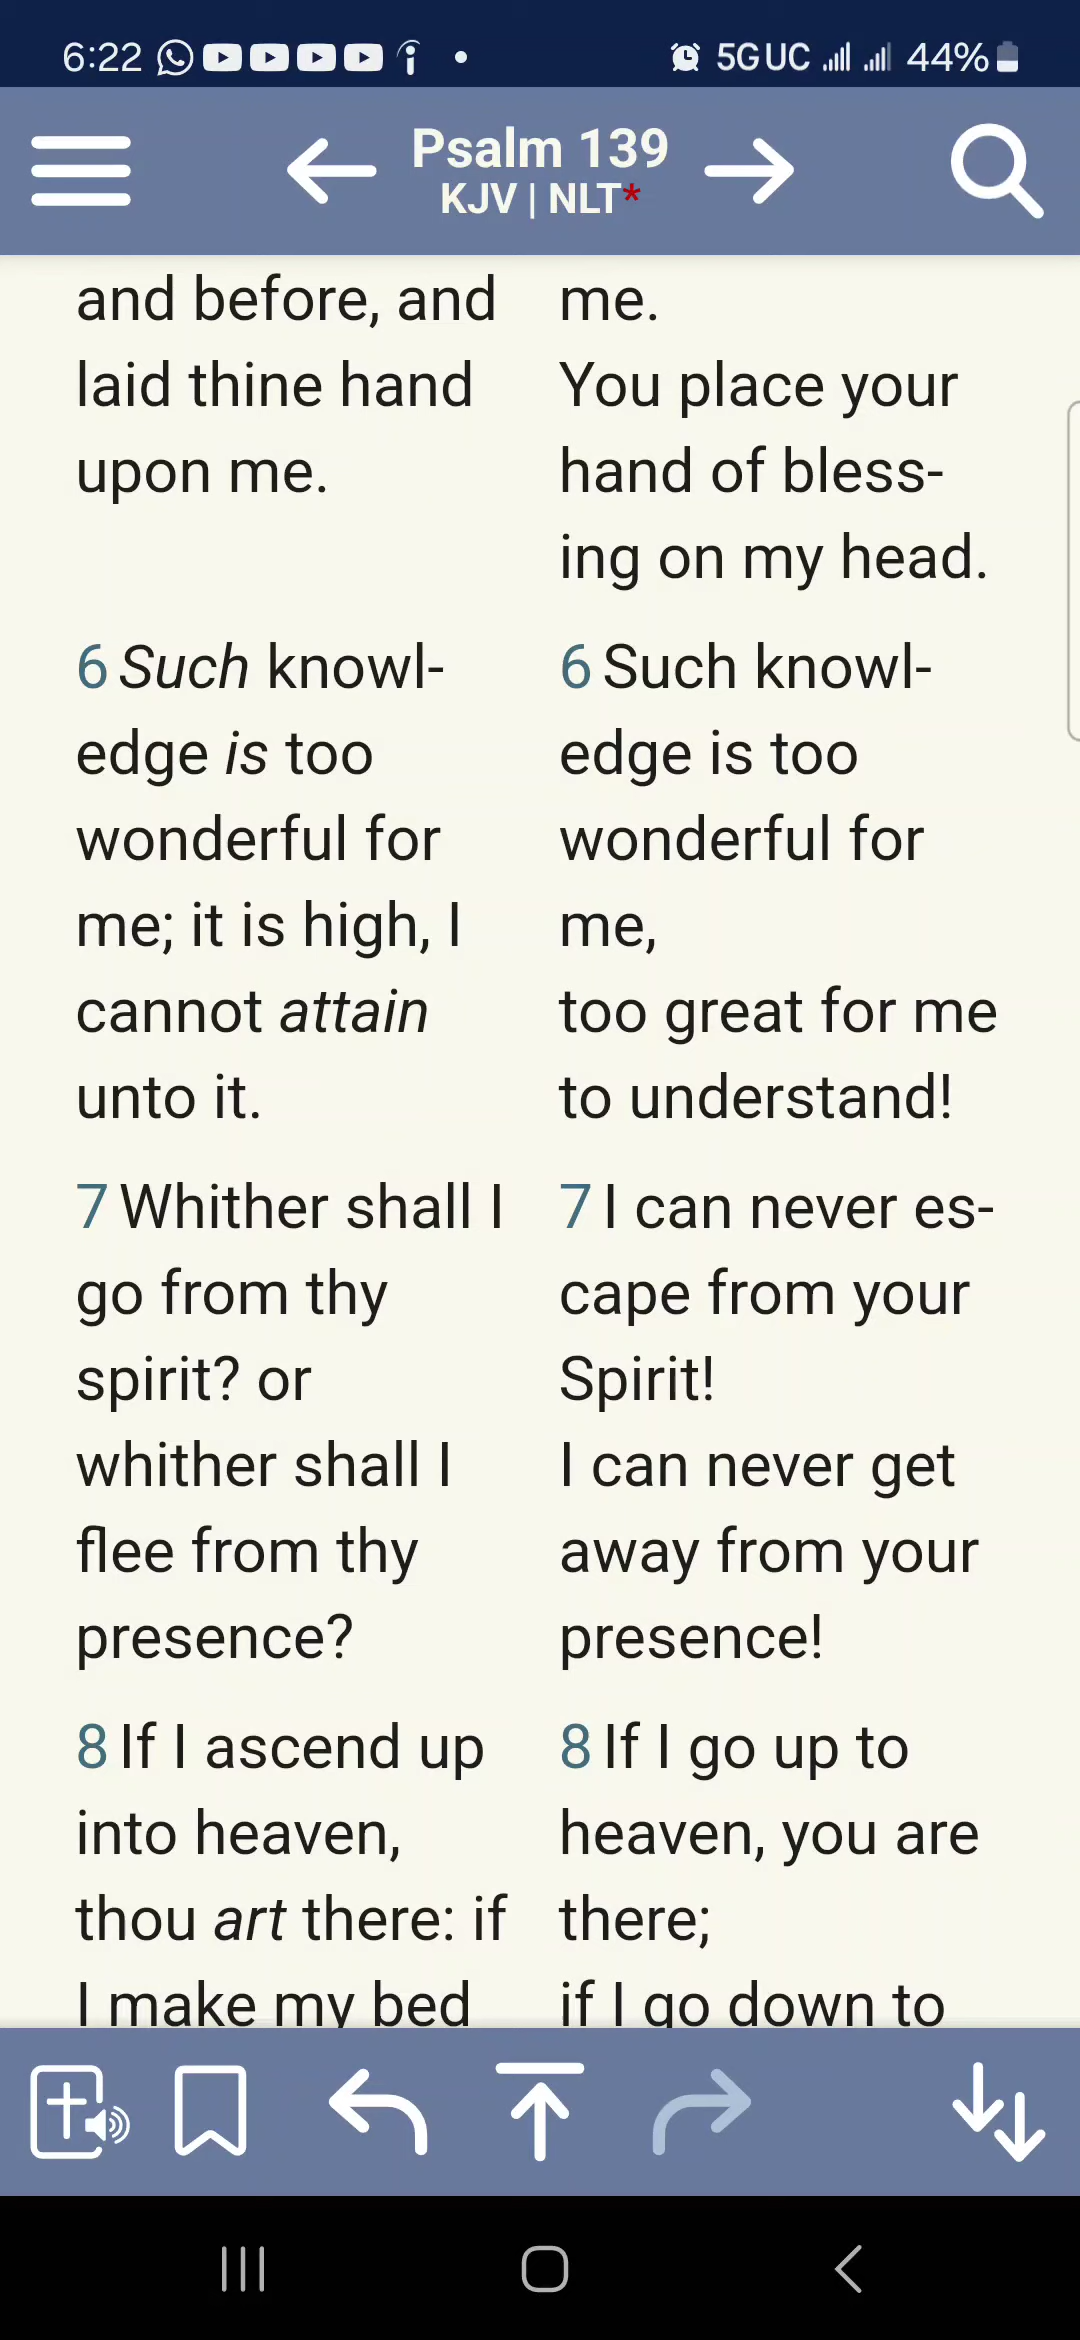 6:22
5G UC 44%
Psalm 139
KJV | NLT*
and before, and
laid thine hand
upon me.
6 Such knowl-
edge is too
wonderful for
me; it is high, I
cannot attain
unto it.
7 Whither shall I
go from thy
spirit? or
whither shall I
flee from thy
presence?
8 If I ascend up
into heaven,
thou art there: if
I make my bed
me.
You place your
hand of bless-
ing on my head.
6 Such knowl-
edge is too
wonderful for
me,
too great for me
to understand!
7 I can never es-
cape from your
Spirit!
I can never get
away from your
presence!
8 If I go up to
heaven, you are
there;
if I go down to